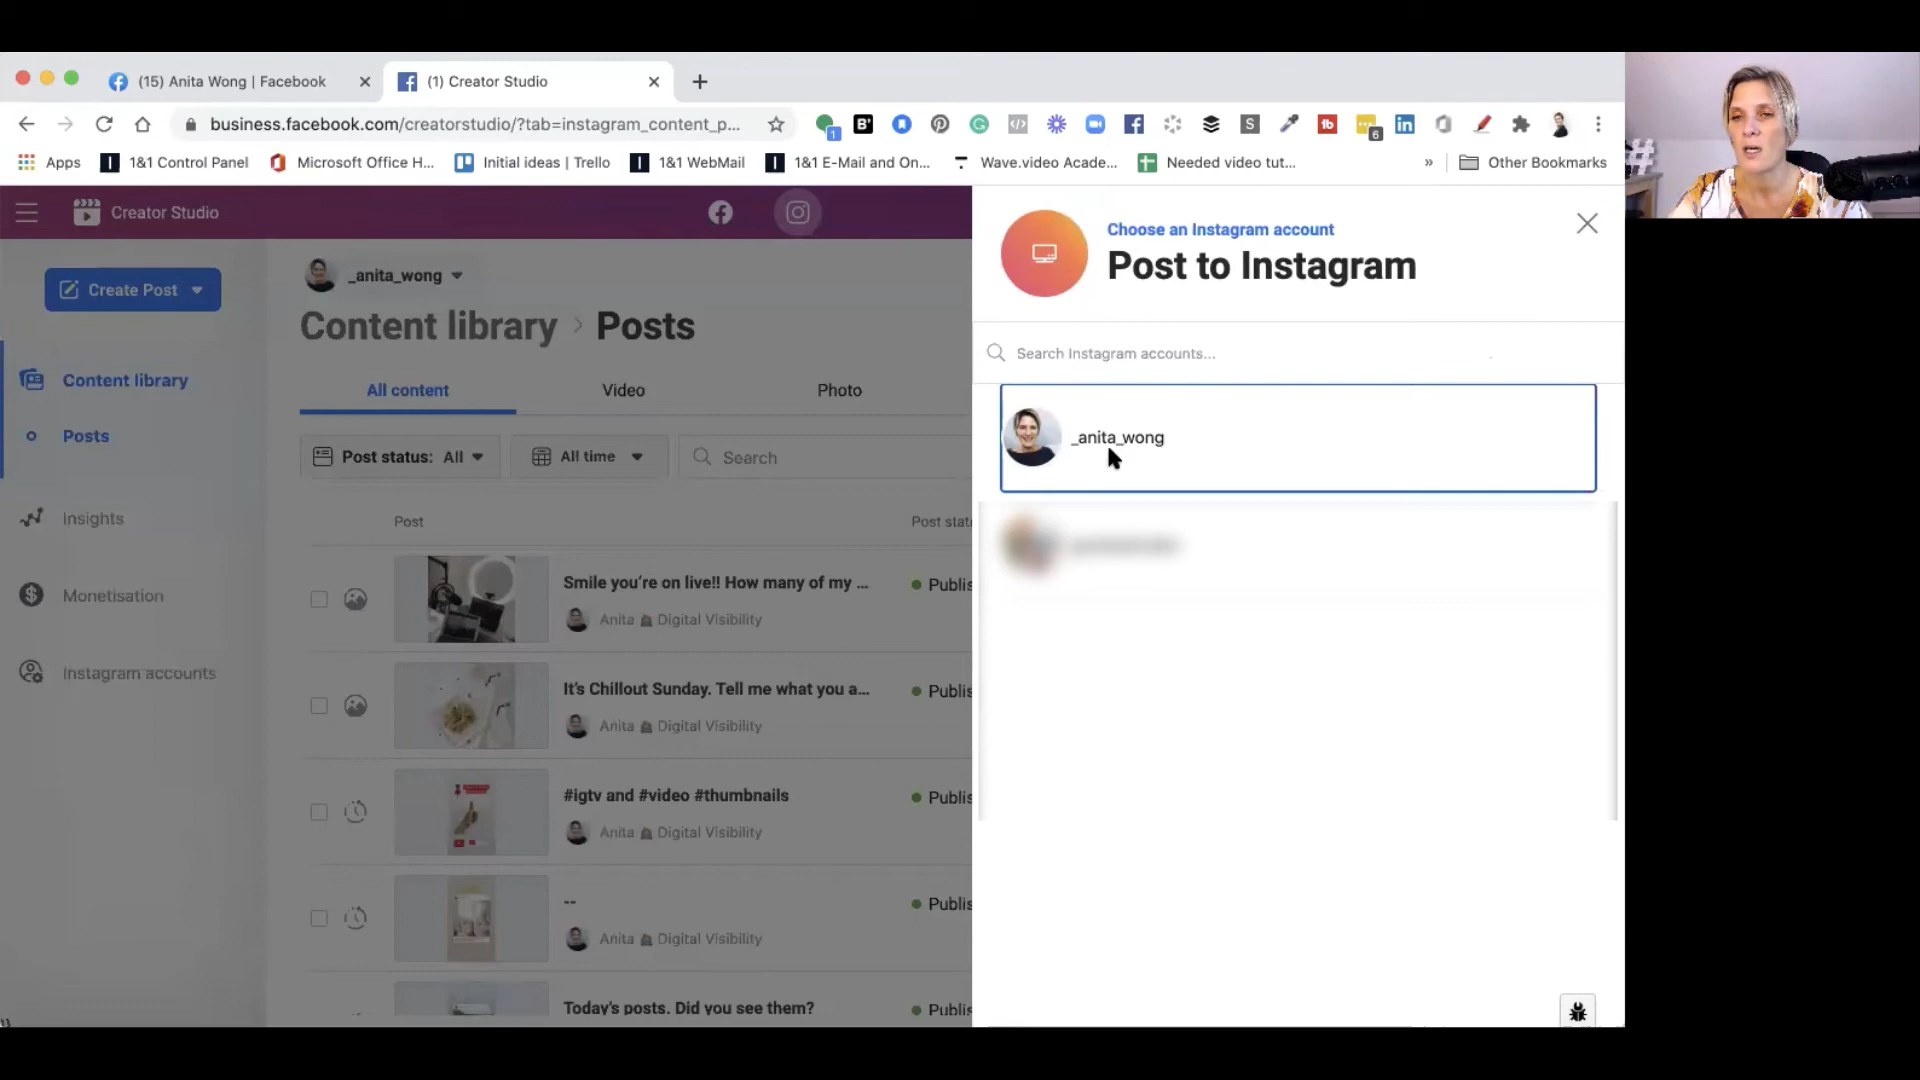 (15) Anita Wong | Facebook
(1) Creator Studio
business.facebook.com/creatorstudio/?tab=instagram_content_p...
1
B'
S
tb
6
Apps
1&1 Control Panel
Microsoft Office H...
Initial ideas | Trello
1&1 WebMail
1&1 E-Mail and On...
Wave.video Acade...
Needed video tut...
»
Other Bookmarks
Creator Studio
Create Post
Content library
Posts
Insights
Monetisation
Instagram accounts
_anita_wong
Content library > Posts
All content
Video
Photo
Post status: All
All time
Search
Post
Post stat
Smile you're on live!! How many of my ...
Anita Digital Visibility
Publis
It's Chillout Sunday. Tell me what you a...
Anita Digital Visibility
Publis
#igtv and #video #thumbnails
Anita Digital Visibility
Publis
--
Anita Digital Visibility
Publis
Today's posts. Did you see them?
Publis
Choose an Instagram account
Post to Instagram
Search Instagram accounts...
_anita_wong